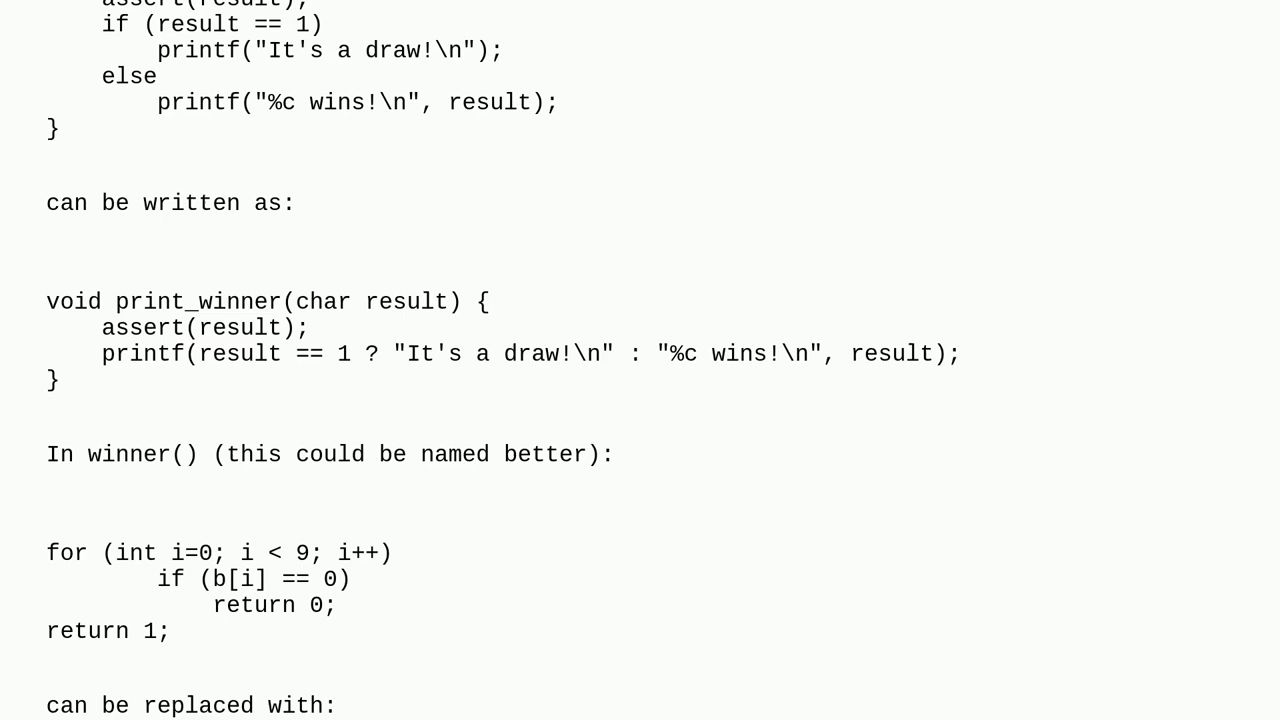 assert(result);
if (result == 1)
printf("It's a draw!\n");
else
printf("%c wins!\n", result);
}
can be written as:
void print_winner(char result) {
assert(result);
printf(result == 1 ? "It's a draw!\n" : "%c wins!\n", result);
}
In winner() (this could be named better):
for (int i=0; i < 9; i++)
if (b[i] == 0)
return 0;
return 1;
can be replaced with: